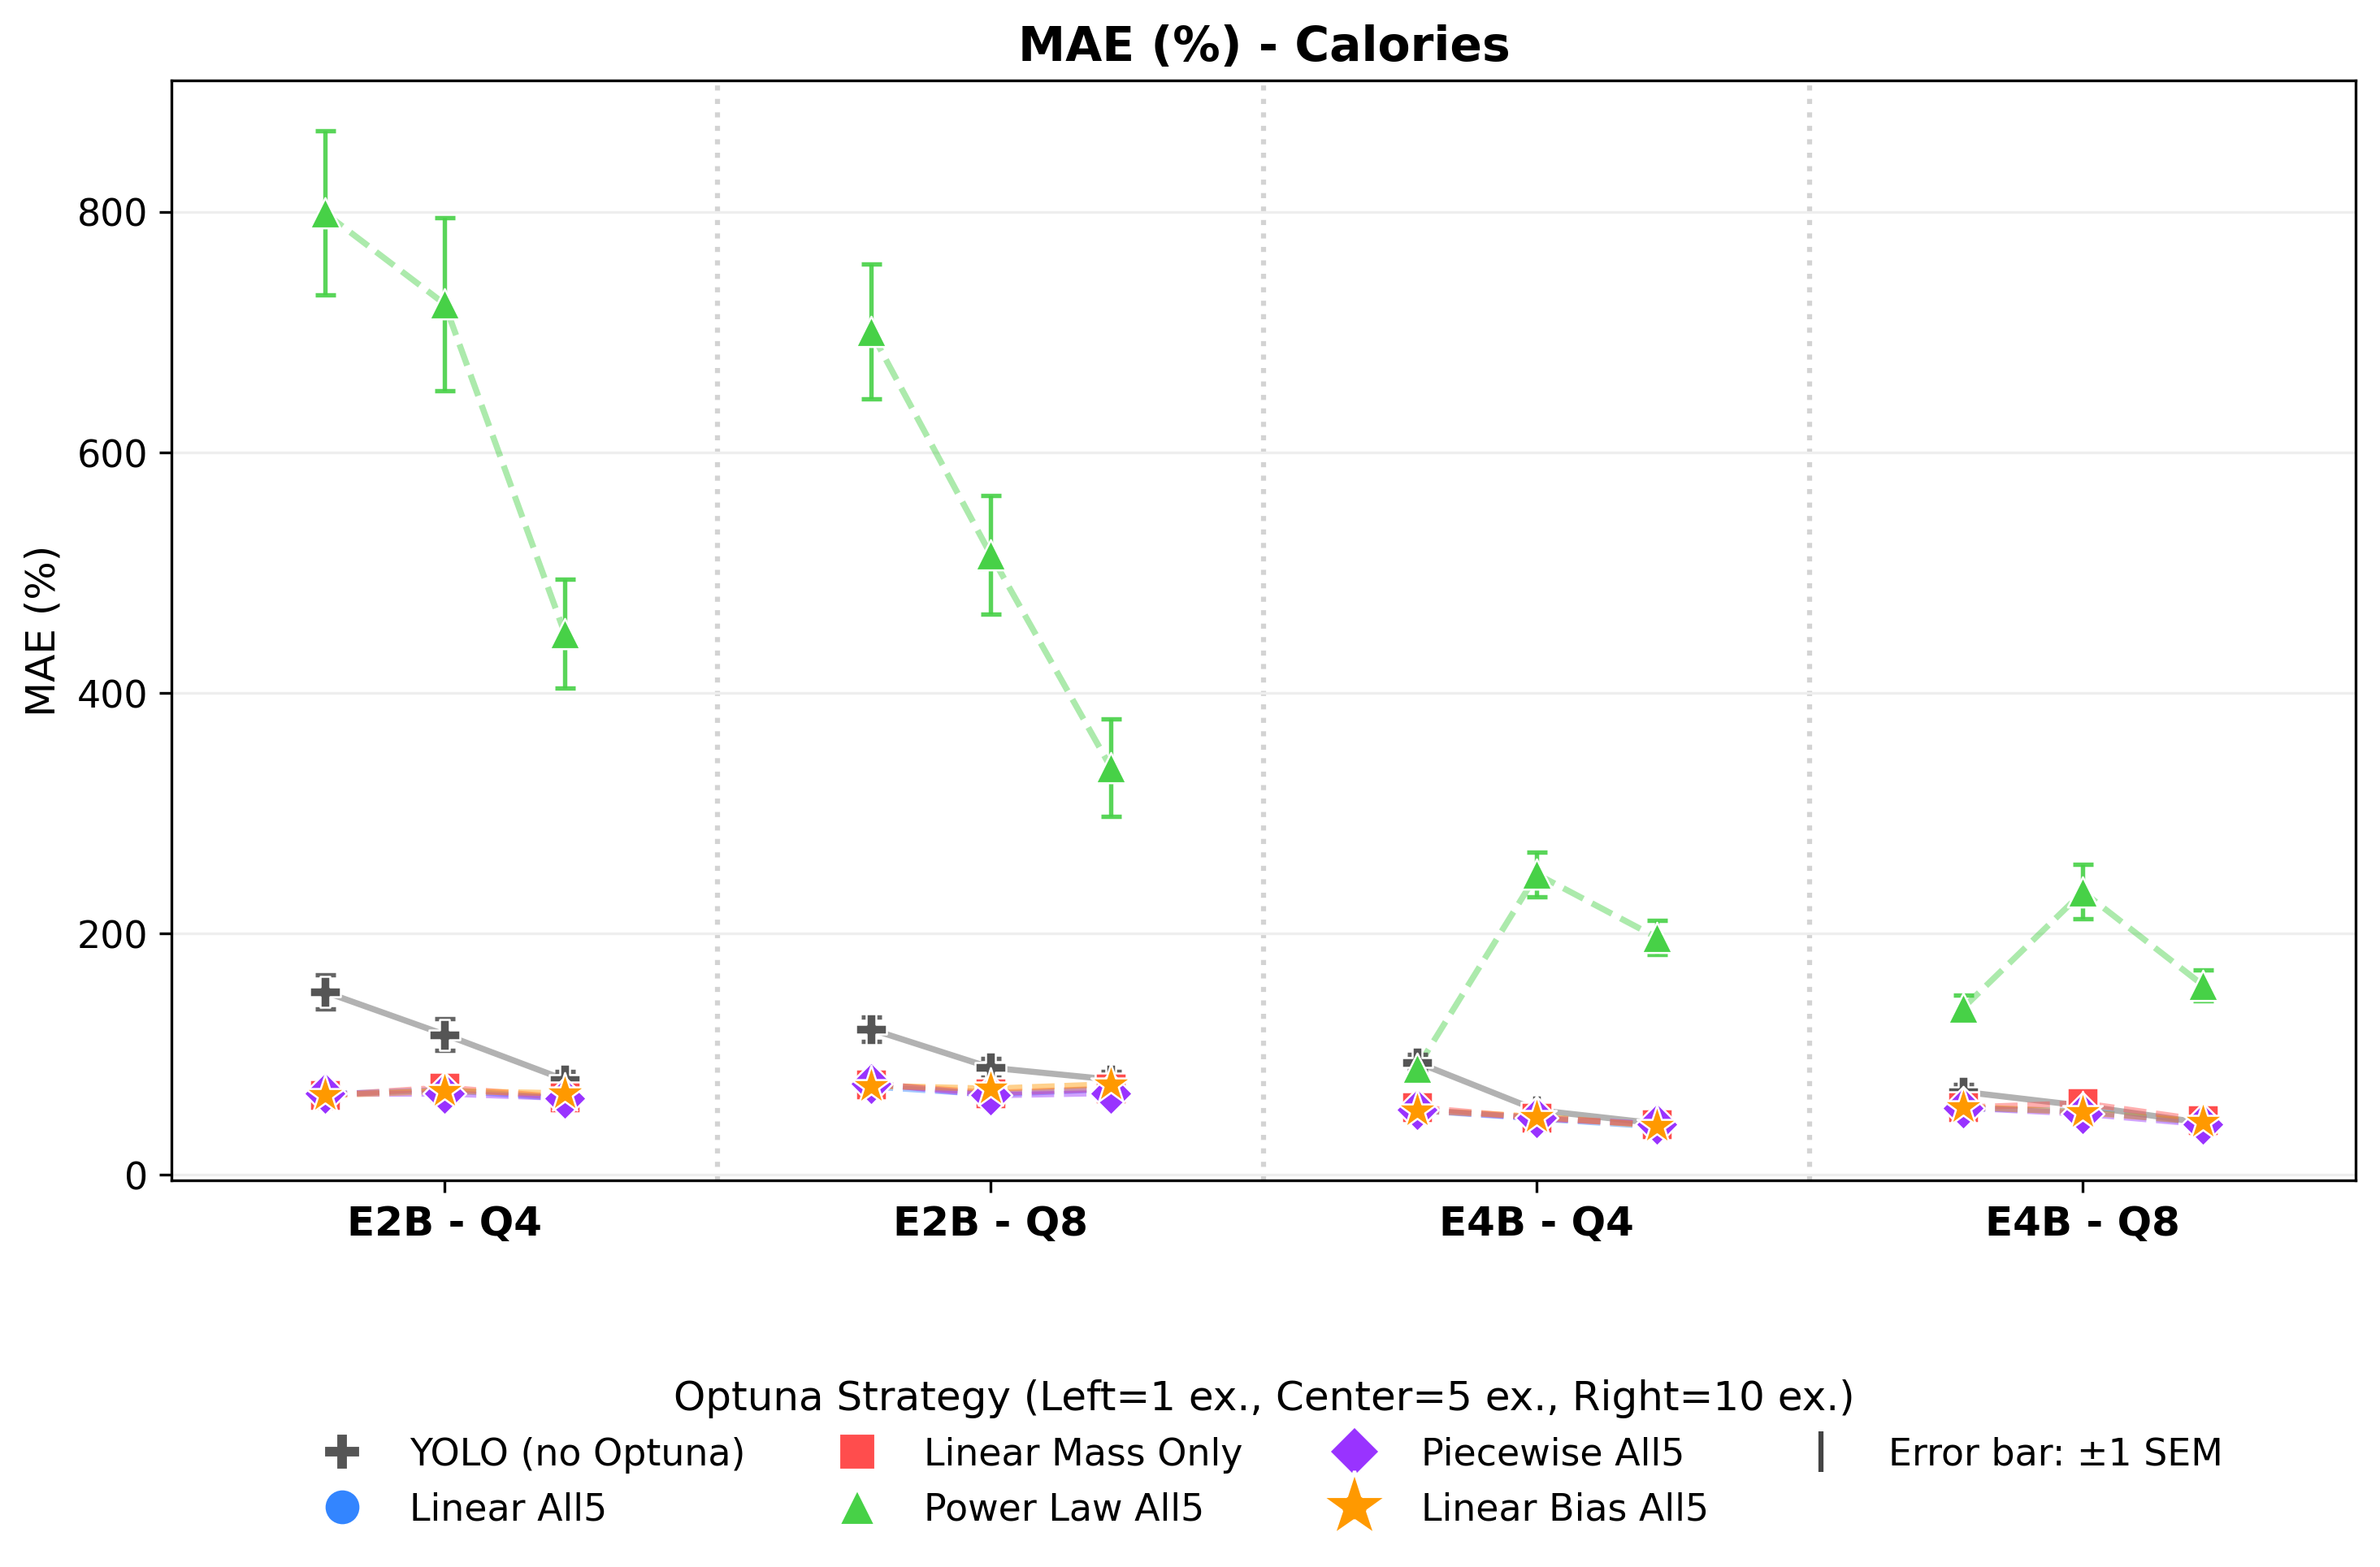 MAE (%) - Calories
MAE (%)
800
600
400
200
0
E2B - Q4
E2B - Q8
E4B - Q4
E4B - Q8
Optuna Strategy (Left=1 ex., Center=5 ex., Right=10 ex.)
YOLO (no Optuna)
Linear All5
Linear Mass Only
Power Law All5
Piecewise All5
Linear Bias All5
Error bar: ±1 SEM